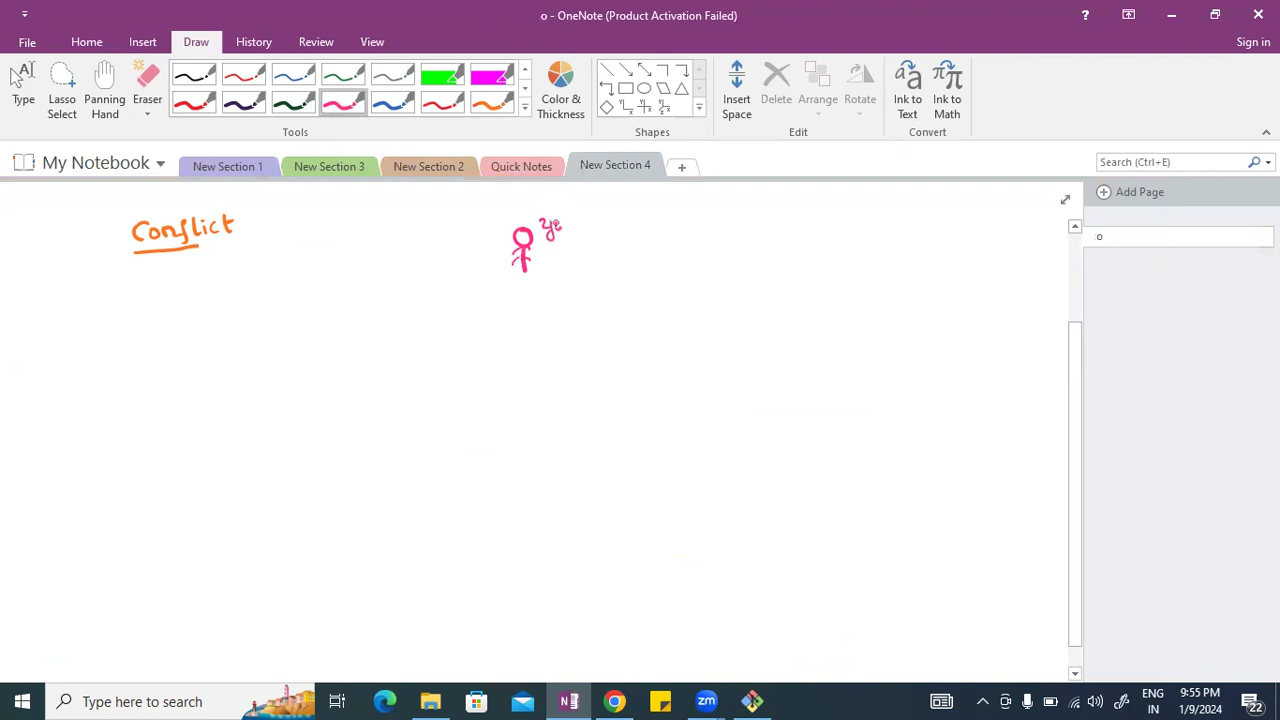 o - OneNote (Product Activation Failed)
File Home Insert Draw History Review View Sign in
Type Lasso Select Panning Hand Eraser Color & Thickness Insert Space Delete Arrange Rotate Ink to Text Ink to Math
Tools Shapes Edit Convert
My Notebook New Section 1 New Section 3 New Section 2 Quick Notes New Section 4 Search (Ctrl+E)
Add Page
o
Conflict
ye
Type here to search
ENG
IN
9:55 PM
1/9/2024
22